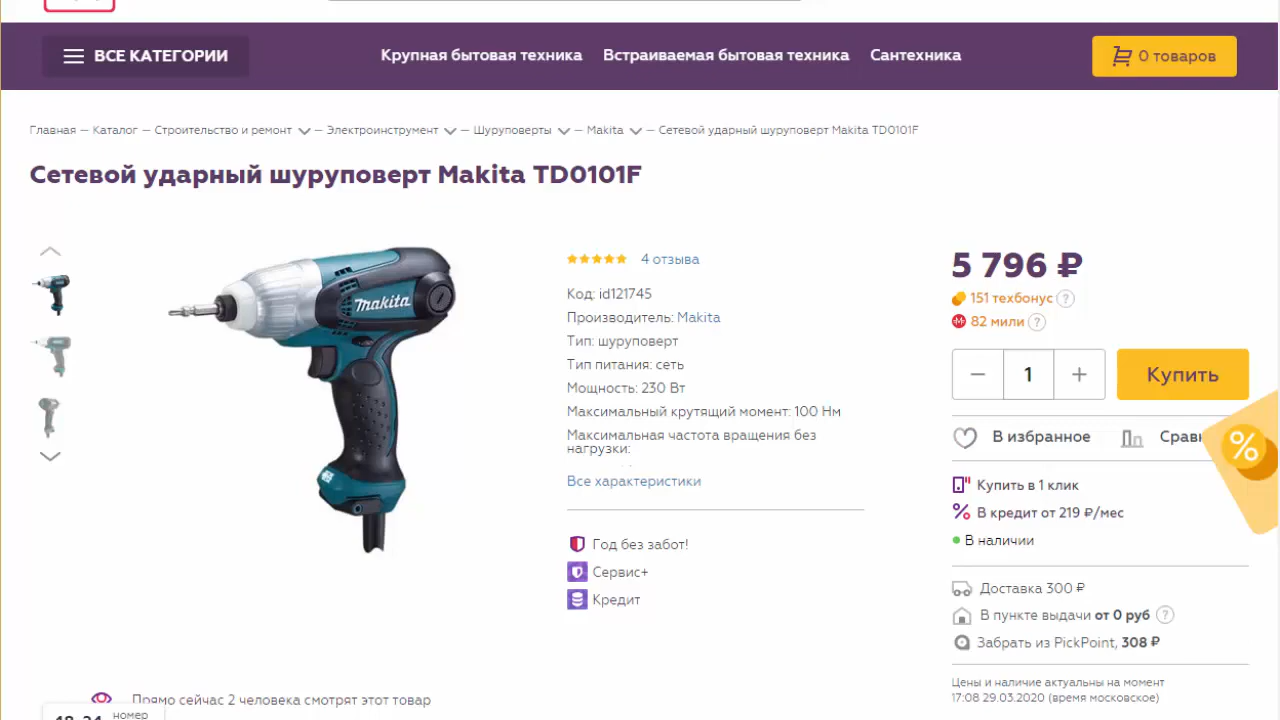 ВСЕ КАТЕГОРИИ
Крупная бытовая техника Встраиваемая бытовая техника Сантехника
0 товаров
Главная — Каталог — Строительство и ремонт — Электроинструмент — Шуруповерты — Makita — Сетевой ударный шуруповерт Makita TD0101F
Сетевой ударный шуруповерт Makita TD0101F
makita
4 отзыва
Код: id121745
Производитель: Makita
Тип: шуруповерт
Тип питания: сеть
Мощность: 230 Вт
Максимальный крутящий момент: 100 Нм
Максимальная частота вращения без
нагрузки:
Все характеристики
Год без забот!
Сервис+
Кредит
5 796 ₽
151 техбонус ?
82 мили ?
− 1 + Купить
В избранное Сравн
%
Купить в 1 клик
% В кредит от 219 ₽/мес
В наличии
Доставка 300 ₽
В пункте выдачи от 0 руб ?
Забрать из PickPoint, 308 ₽
Цены и наличие актуальны на момент
17:08 29.03.2020 (время московское)
Прямо сейчас 2 человека смотрят этот товар
номер